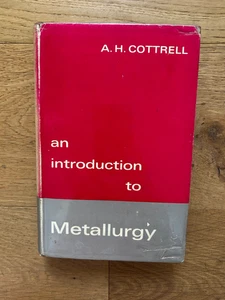 A. H. COTTRELL
an
introduction
to
Metallurgy